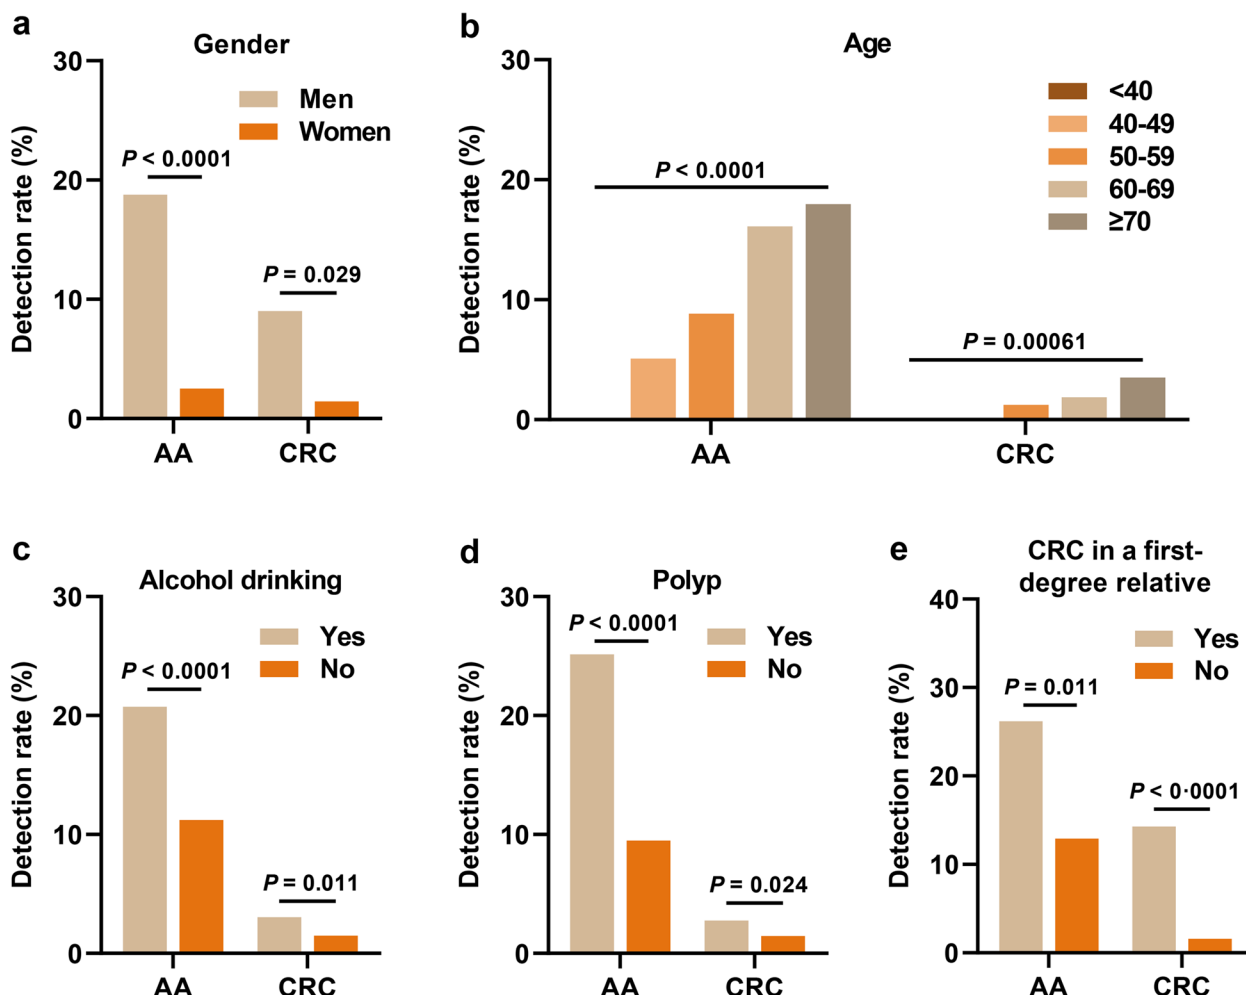 a
Gender
Detection rate (%)
30
20
10
0
Men
Women
P < 0.0001
P = 0.029
AA
CRC
b
Age
Detection rate (%)
30
20
10
0
<40
40-49
50-59
60-69
≥70
P < 0.0001
P = 0.00061
AA
CRC
c
Alcohol drinking
Detection rate (%)
30
20
10
0
Yes
No
P < 0.0001
P = 0.011
AA
CRC
d
Polyp
Detection rate (%)
30
20
10
0
Yes
No
P < 0.0001
P = 0.024
AA
CRC
e
CRC in a first-
degree relative
Detection rate (%)
40
30
20
10
0
Yes
No
P = 0.011
P < 0·0001
AA
CRC